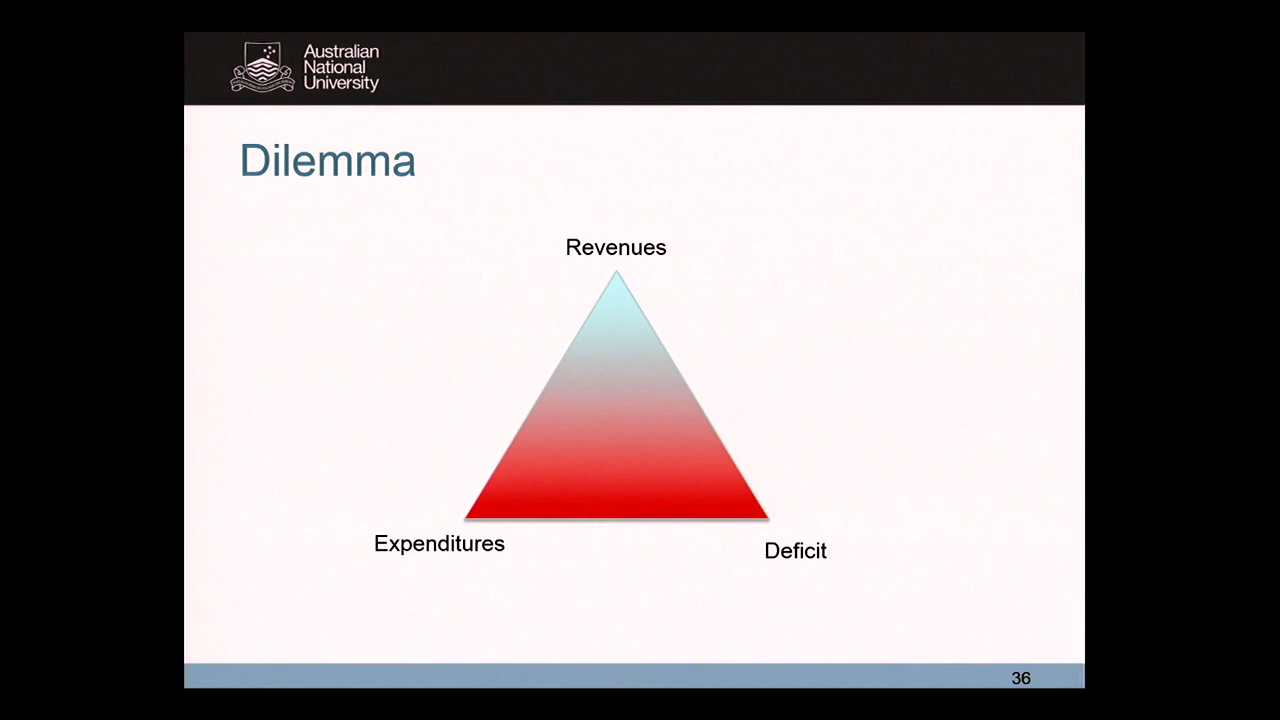 Australian
National
University
Dilemma
Revenues
Expenditures
Deficit
36